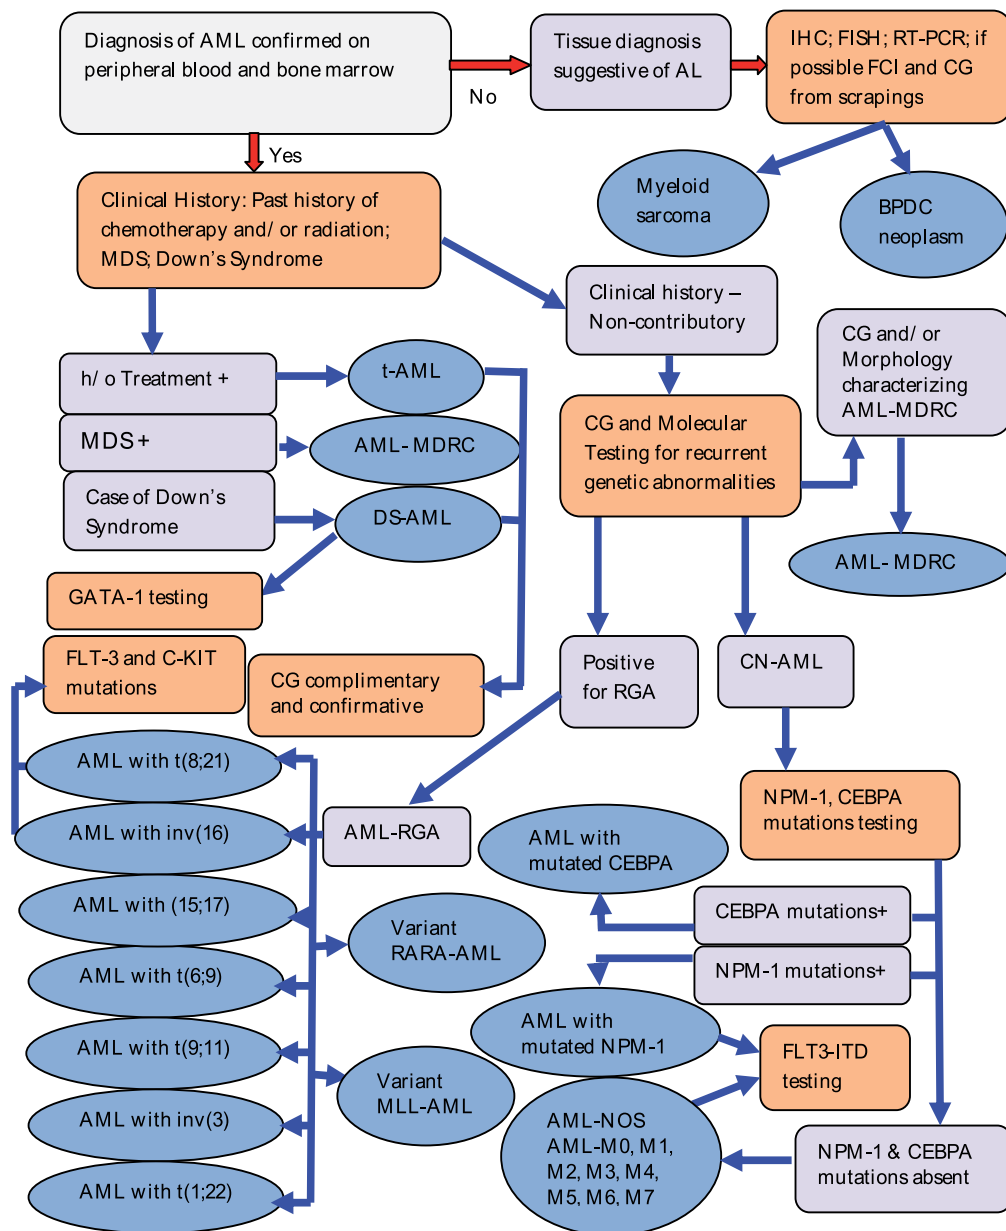 Diagnosis of AML confirmed on
peripheral blood and bone marrow
No
Tissue diagnosis
suggestive of AL
IHC; FISH; RT-PCR; if
possible FCI and CG
from scrapings
Yes
Myeloid
sarcoma
BPDC
neoplasm
Clinical History: Past history of
chemotherapy and/ or radiation;
MDS; Down's Syndrome
Clinical history –
Non-contributory
CG and/ or
Morphology
characterizing
AML-MDRC
h/ o Treatment +
t-AML
MDS +
AML- MDRC
Case of Down's
Syndrome
DS-AML
CG and Molecular
Testing for recurrent
genetic abnormalities
AML- MDRC
GATA-1 testing
FLT-3 and C-KIT
mutations
CG complimentary
and confirmative
Positive
for RGA
CN-AML
AML with t(8;21)
AML with inv(16)
AML with (15;17)
AML with t(6;9)
AML with t(9;11)
AML with inv(3)
AML with t(1;22)
AML-RGA
Variant
RARA-AML
Variant
MLL-AML
NPM-1, CEBPA
mutations testing
AML with
mutated CEBPA
CEBPA mutations+
NPM-1 mutations+
AML with
mutated NPM-1
FLT3-ITD
testing
AML-NOS
AML-M0, M1,
M2, M3, M4,
M5, M6, M7
NPM-1 & CEBPA
mutations absent